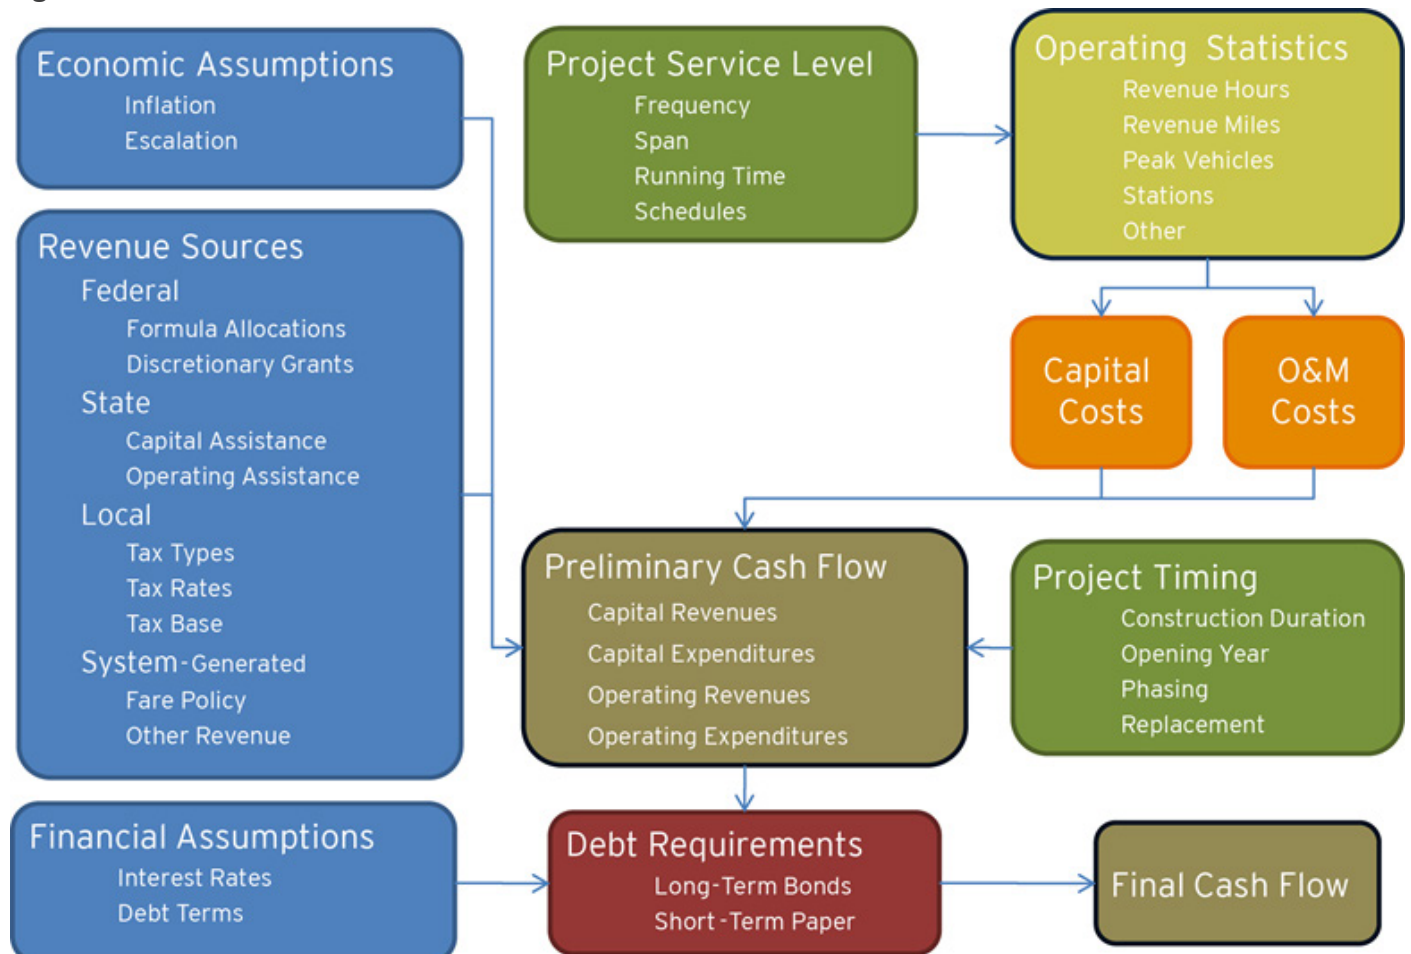 Economic Assumptions
Inflation
Escalation
Revenue Sources
Federal
Formula Allocations
Discretionary Grants
State
Capital Assistance
Operating Assistance
Local
Tax Types
Tax Rates
Tax Base
System-Generated
Fare Policy
Other Revenue
Financial Assumptions
Interest Rates
Debt Terms
Project Service Level
Frequency
Span
Running Time
Schedules
Operating Statistics
Revenue Hours
Revenue Miles
Peak Vehicles
Stations
Other
Capital
Costs
O&M
Costs
Preliminary Cash Flow
Capital Revenues
Capital Expenditures
Operating Revenues
Operating Expenditures
Project Timing
Construction Duration
Opening Year
Phasing
Replacement
Debt Requirements
Long-Term Bonds
Short-Term Paper
Final Cash Flow